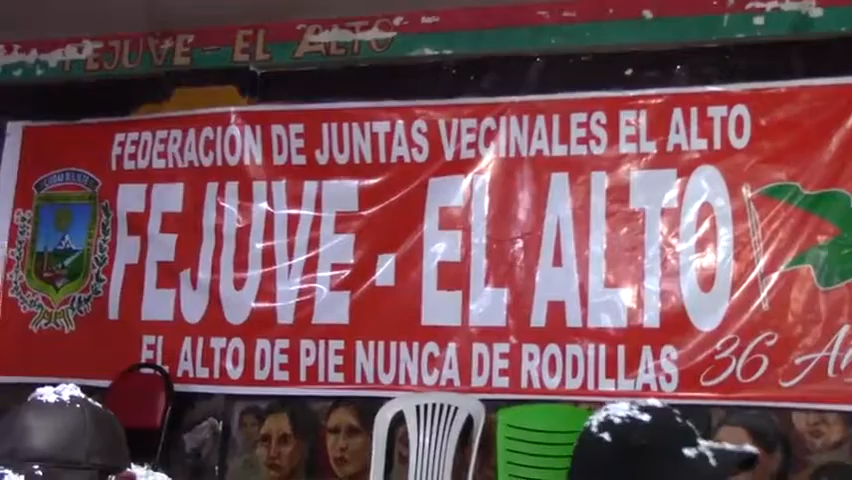 FEJUVE - EL ALTO
FEDERACIÓN DE JUNTAS VECINALES EL ALTO
FEJUVE - EL ALTO
EL ALTO DE PIE NUNCA DE RODILLAS
36